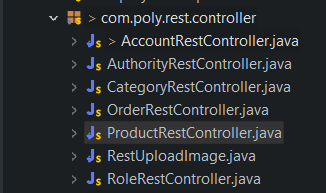 com.poly.rest.controller
> AccountRestController.java
AuthorityRestController.java
CategoryRestController.java
OrderRestController.java
ProductRestController.java
RestUploadImage.java
RoleRestController.java